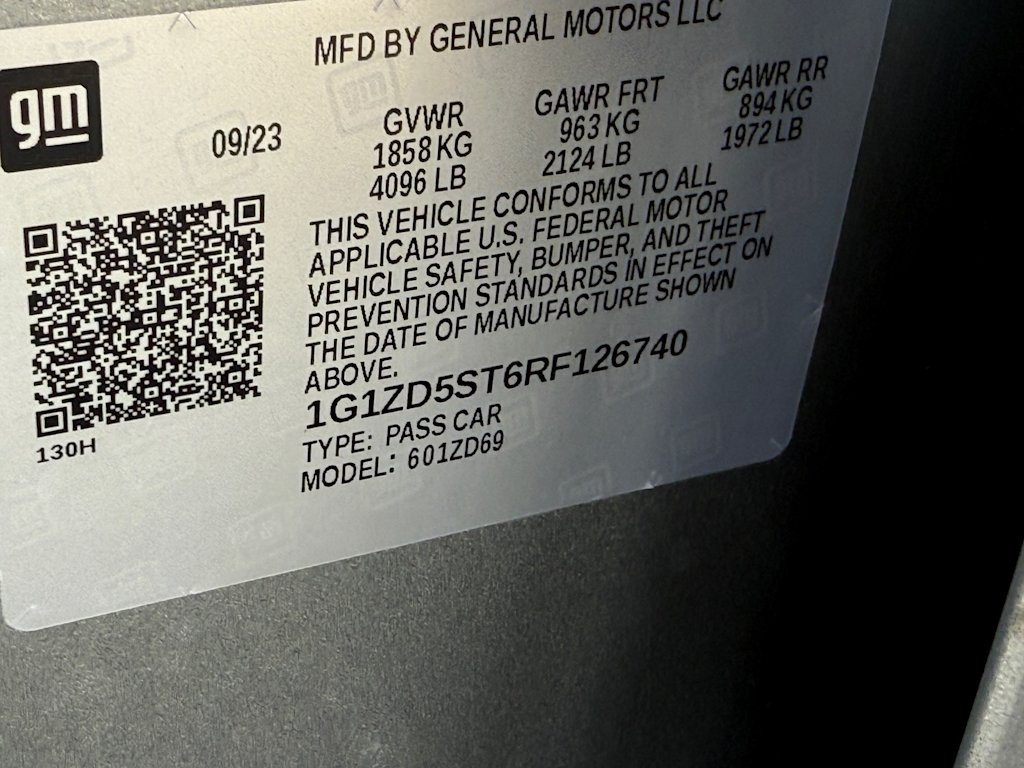 MFD BY GENERAL MOTORS LLC
gm
09/23
GVWR
1858 KG
4096 LB
GAWR FRT
963 KG
2124 LB
GAWR RR
894 KG
1972 LB
THIS VEHICLE CONFORMS TO ALL
APPLICABLE U.S. FEDERAL MOTOR
VEHICLE SAFETY, BUMPER, AND THEFT
PREVENTION STANDARDS IN EFFECT ON
THE DATE OF MANUFACTURE SHOWN
ABOVE.
1G1ZD5ST6RF126740
TYPE: PASS CAR
MODEL: 601ZD69
130H